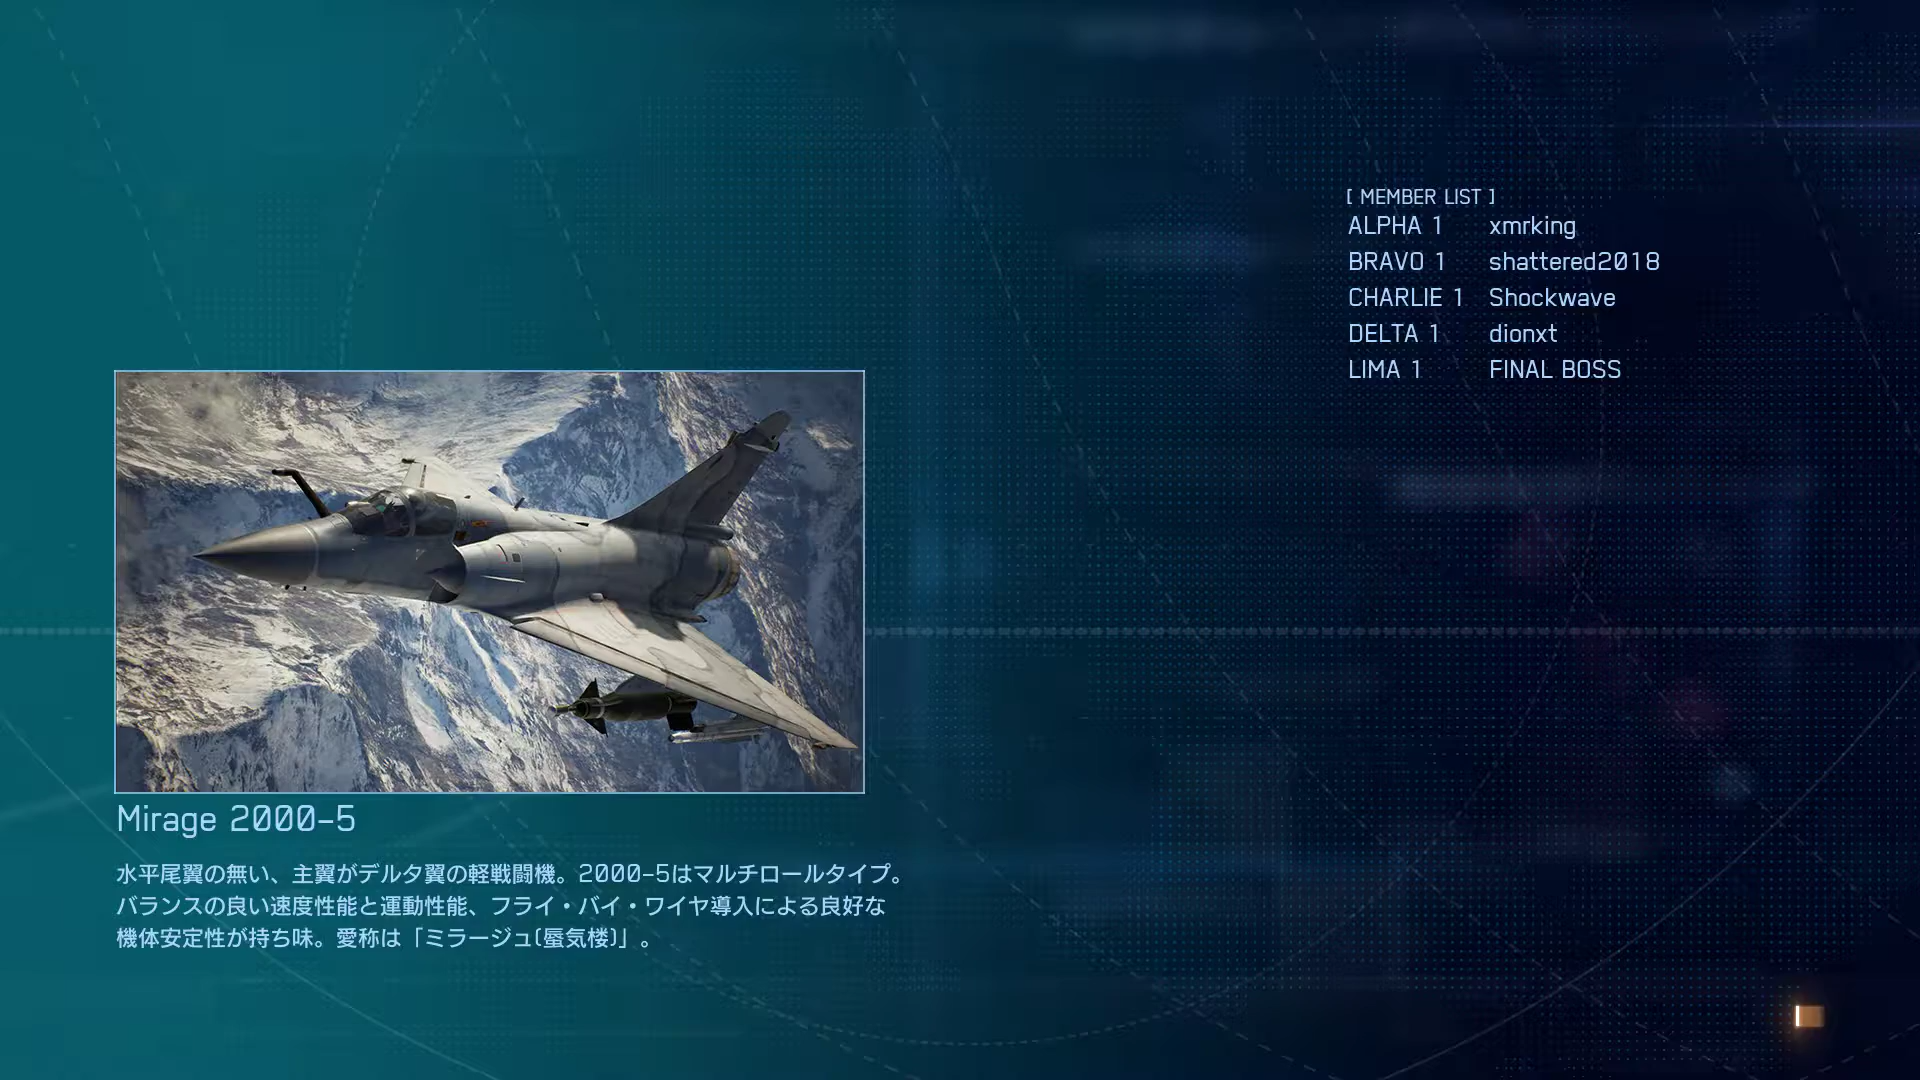 [ MEMBER LIST ]
ALPHA 1 xmrking
BRAVO 1 shattered2018
CHARLIE 1 Shockwave
DELTA 1 dionxt
LIMA 1 FINAL BOSS
Mirage 2000-5
水平尾翼の無い、主翼がデルタ翼の軽戦闘機。2000-5はマルチロールタイプ。
バランスの良い速度性能と運動性能、フライ・バイ・ワイヤ導入による良好な
機体安定性が持ち味。愛称は「ミラージュ(蜃気楼)」。